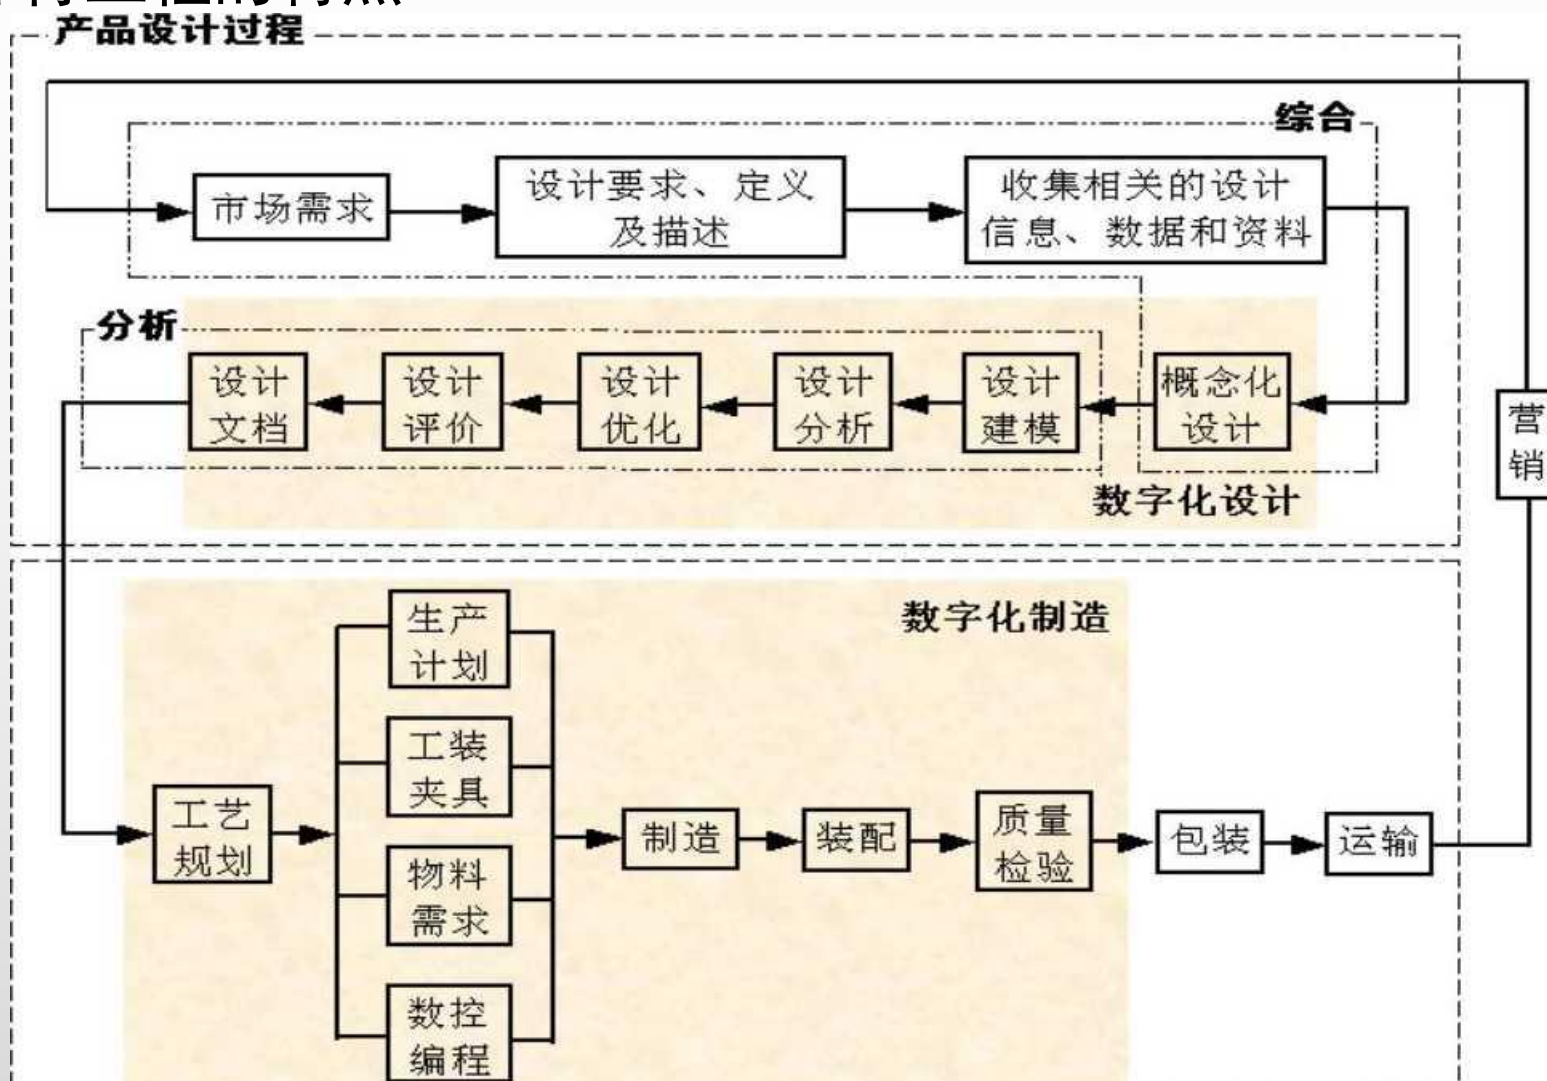 产品设计过程
综合
市场需求
设计要求、定义
及描述
收集相关的设计
信息、数据和资料
分析
设计
文档
设计
评价
设计
优化
设计
分析
设计
建模
概念化
设计
数字化设计
营
销
数字化制造
生产
计划
工装
夹具
物料
需求
数控
编程
工艺
规划
制造
装配
质量
检验
包装
运输